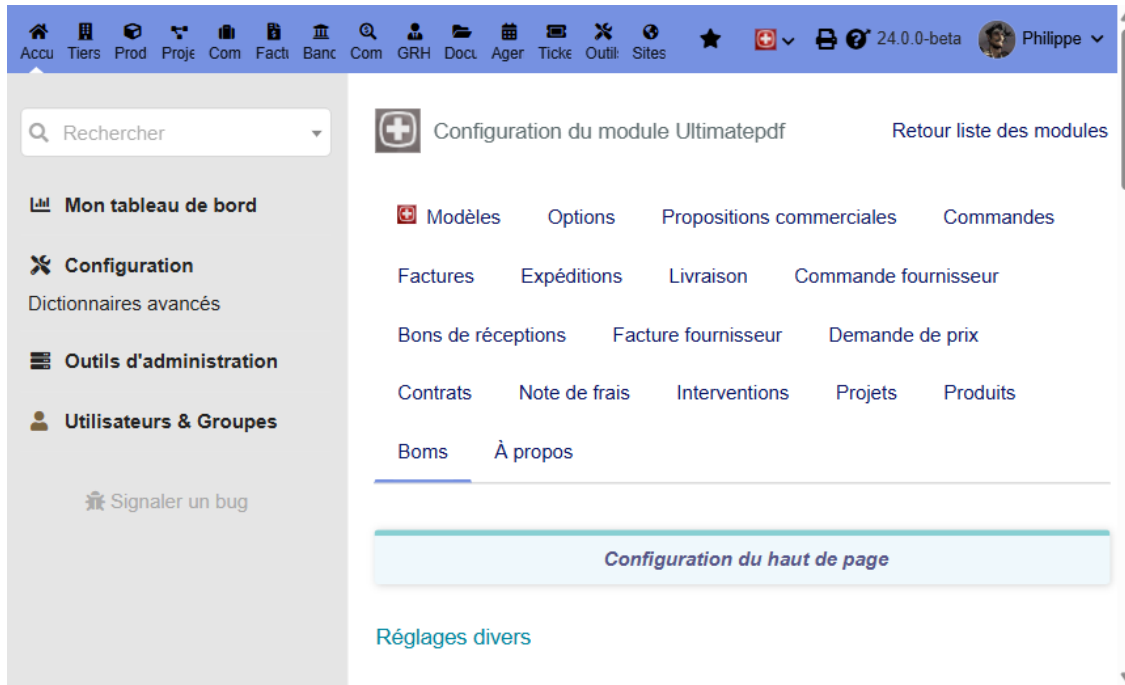 Accu Tiers Prod Proje Com Factu Banc Com GRH Docu Ager Ticke Outil: Sites 24.0.0-beta Philippe
Rechercher
Configuration du module Ultimatepdf Retour liste des modules
Mon tableau de bord
Modèles Options Propositions commerciales Commandes
Configuration
Factures Expéditions Livraison Commande fournisseur
Dictionnaires avancés
Bons de réceptions Facture fournisseur Demande de prix
Outils d'administration
Contrats Note de frais Interventions Projets Produits
Utilisateurs & Groupes
Boms À propos
Signaler un bug
Configuration du haut de page
Réglages divers